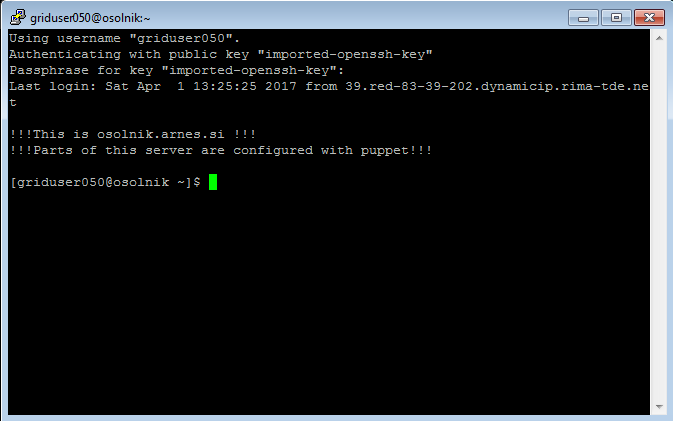 griduser050@osolnik:~
Using username "griduser050".
Authenticating with public key "imported-openssh-key"
Passphrase for key "imported-openssh-key":
Last login: Sat Apr  1 13:25:25 2017 from 39.red-83-39-202.dynamicip.rima-tde.ne
t
!!!This is osolnik.arnes.si !!!
!!!Parts of this server are configured with puppet!!!
[griduser050@osolnik ~]$